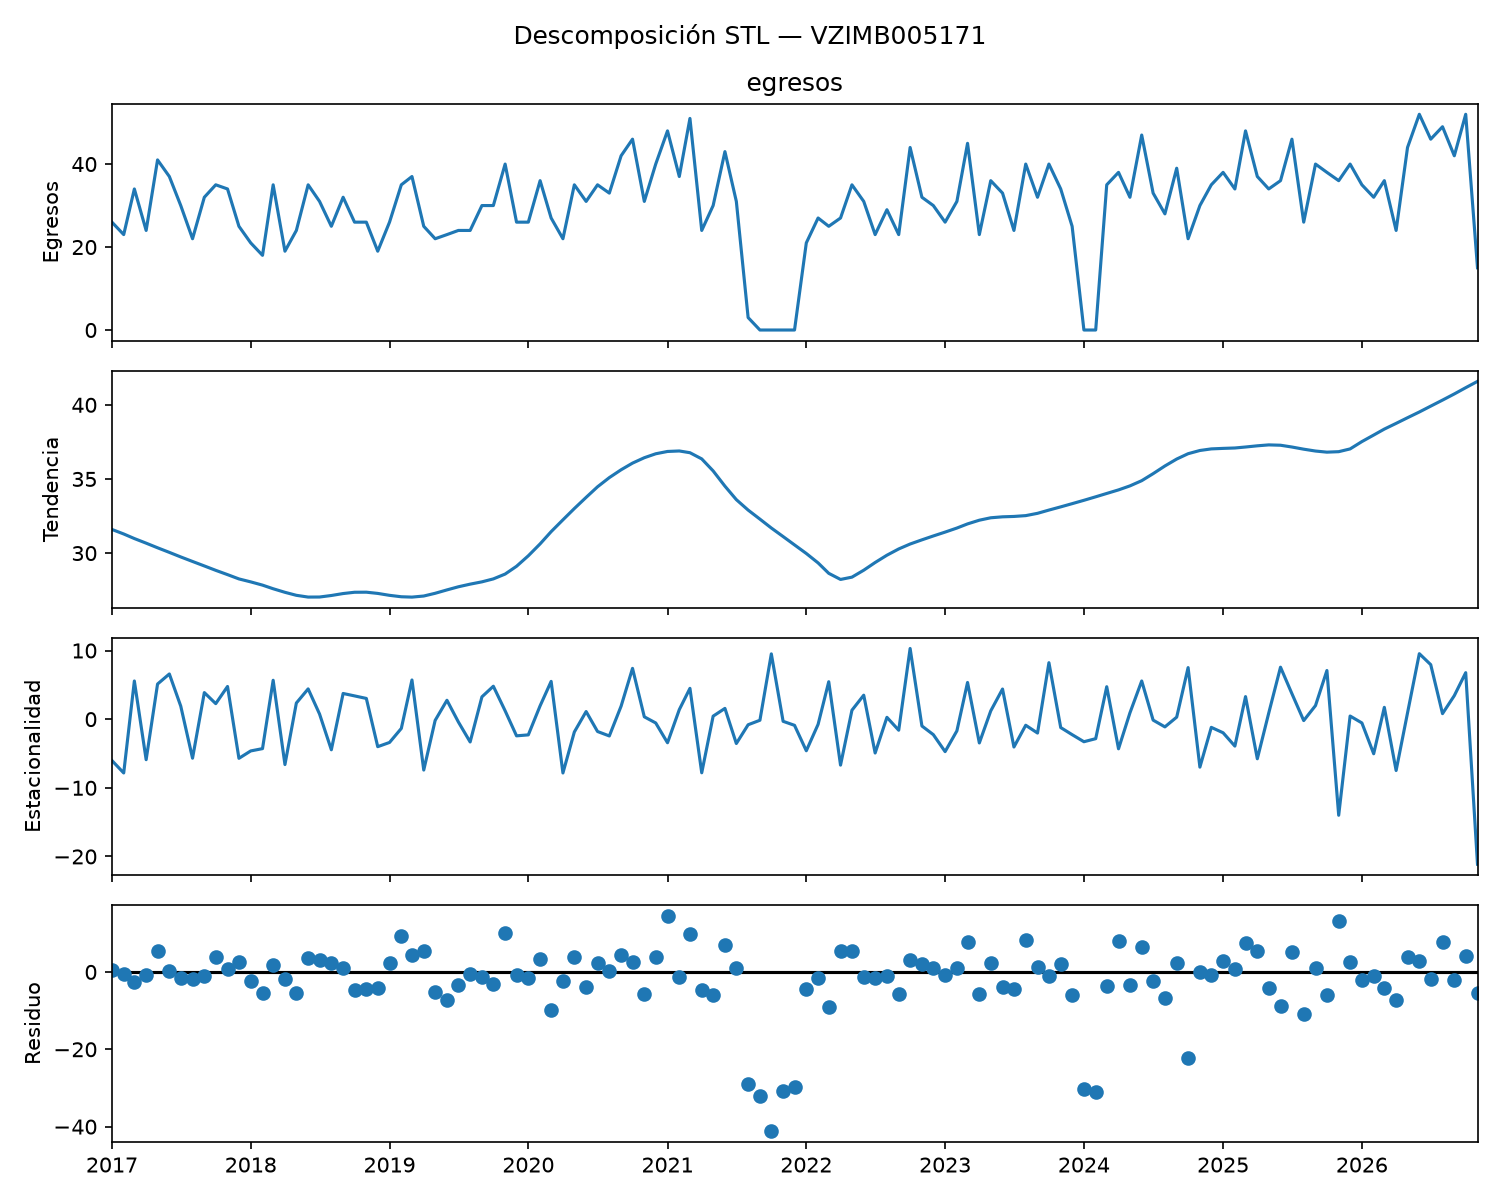 Descomposición STL — VZIMB005171
egresos
Egresos
40
20
0
Tendencia
40
35
30
Estacionalidad
10
0
−10
−20
Residuo
0
−20
−40
2017 2018 2019 2020 2021 2022 2023 2024 2025 2026